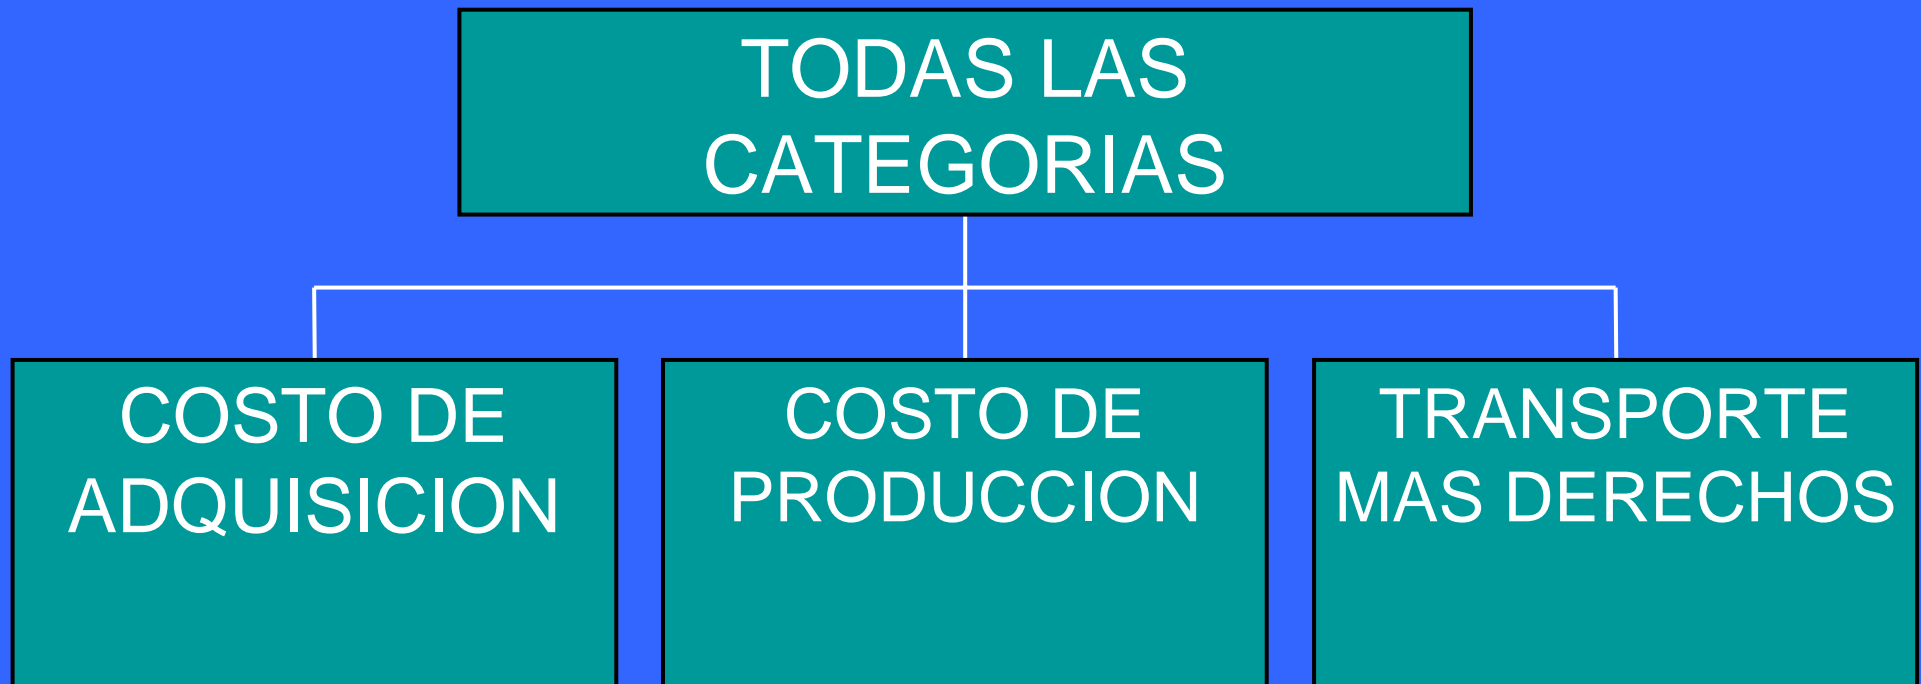 TODAS LAS
CATEGORIAS
COSTO DE
ADQUISICION
COSTO DE
PRODUCCION
TRANSPORTE
MAS DERECHOS